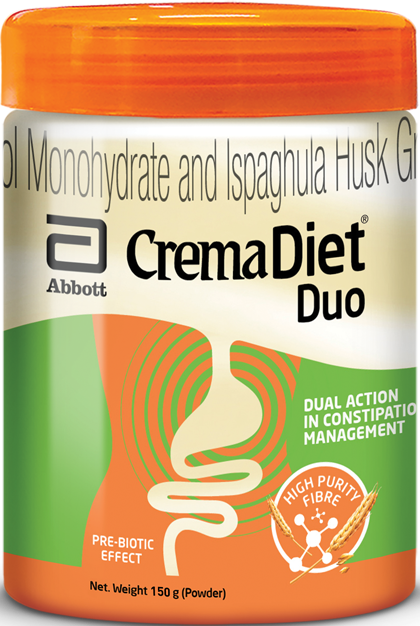 ol Monohydrate and Ispaghula Husk G
Abbott
CremaDiet®
Duo
DUAL ACTION
IN CONSTIPATIO
MANAGEMENT
HIGH PURITY
FIBRE
PRE-BIOTIC
EFFECT
Net. Weight 150 g (Powder)